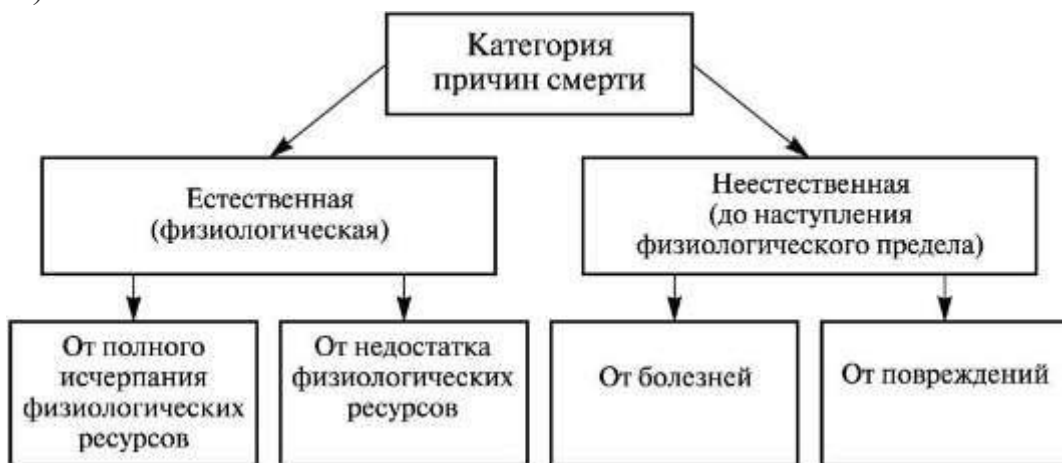 )
Категория
причин смерти
Естественная
(физиологическая)
Неестественная
(до наступления
физиологического предела)
От полного
исчерпания
физиологических
ресурсов
От недостатка
физиологических
ресурсов
От болезней
От повреждений